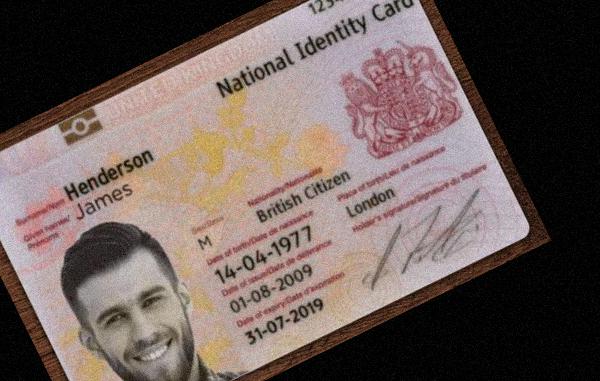 1234
UNITED KINGDOM
National Identity Card
Surname/Nom
Henderson
Given names/
Prénoms
James
Sex/Sexe
M
Nationality/Nationalité
British Citizen
Date of birth/Date de naissance
14-04-1977
Place of birth/Lieu de naissance
London
Date of issue/Date de délivrance
01-08-2009
Holder's signature/Signature du titulaire
Date of expiry/Date d'expiration
31-07-2019